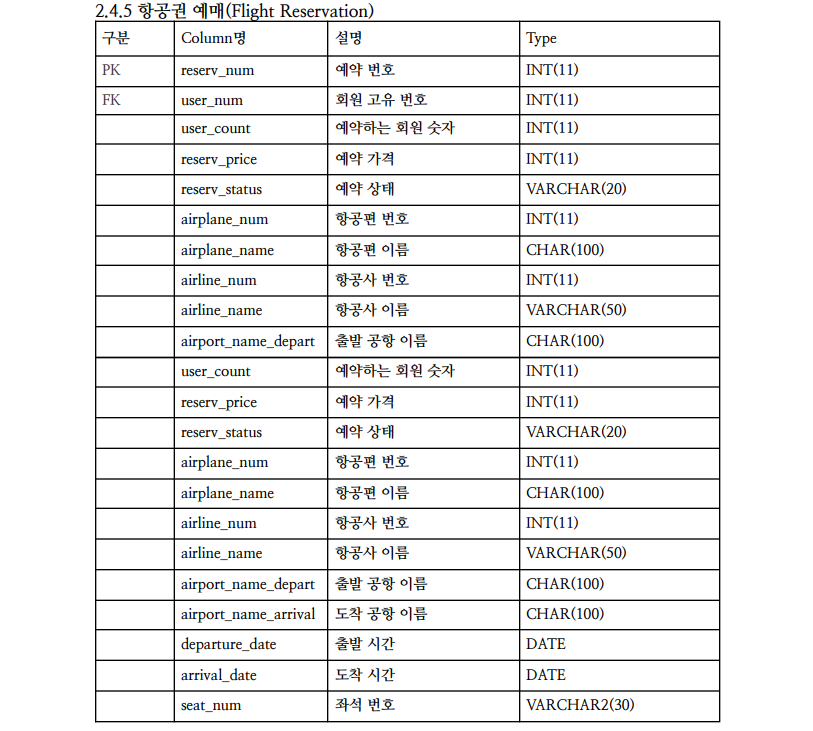 2.4.5 항공권 예매(Flight Reservation)
구분 Column명 설명 Type
PK reserv_num 예약 번호 INT(11)
FK user_num 회원 고유 번호 INT(11)
user_count 예약하는 회원 숫자 INT(11)
reserv_price 예약 가격 INT(11)
reserv_status 예약 상태 VARCHAR(20)
airplane_num 항공편 번호 INT(11)
airplane_name 항공편 이름 CHAR(100)
airline_num 항공사 번호 INT(11)
airline_name 항공사 이름 VARCHAR(50)
airport_name_depart 출발 공항 이름 CHAR(100)
user_count 예약하는 회원 숫자 INT(11)
reserv_price 예약 가격 INT(11)
reserv_status 예약 상태 VARCHAR(20)
airplane_num 항공편 번호 INT(11)
airplane_name 항공편 이름 CHAR(100)
airline_num 항공사 번호 INT(11)
airline_name 항공사 이름 VARCHAR(50)
airport_name_depart 출발 공항 이름 CHAR(100)
airport_name_arrival 도착 공항 이름 CHAR(100)
departure_date 출발 시간 DATE
arrival_date 도착 시간 DATE
seat_num 좌석 번호 VARCHAR2(30)